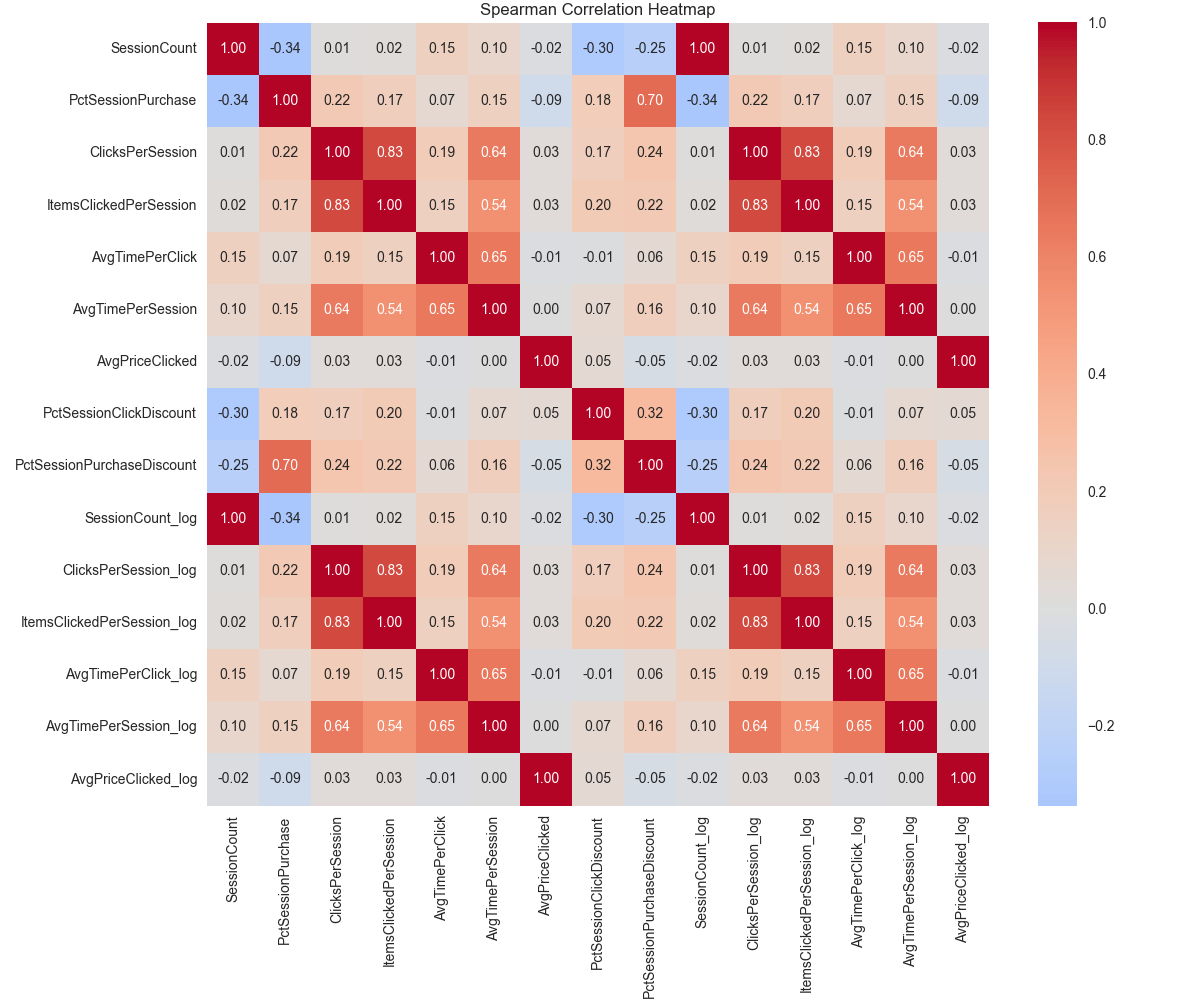 Spearman Correlation Heatmap
SessionCount 1.00 -0.34 0.01 0.02 0.15 0.10 -0.02 -0.30 -0.25 1.00 0.01 0.02 0.15 0.10 -0.02
PctSessionPurchase -0.34 1.00 0.22 0.17 0.07 0.15 -0.09 0.18 0.70 -0.34 0.22 0.17 0.07 0.15 -0.09
ClicksPerSession 0.01 0.22 1.00 0.83 0.19 0.64 0.03 0.17 0.24 0.01 1.00 0.83 0.19 0.64 0.03
ItemsClickedPerSession 0.02 0.17 0.83 1.00 0.15 0.54 0.03 0.20 0.22 0.02 0.83 1.00 0.15 0.54 0.03
AvgTimePerClick 0.15 0.07 0.19 0.15 1.00 0.65 -0.01 -0.01 0.06 0.15 0.19 0.15 1.00 0.65 -0.01
AvgTimePerSession 0.10 0.15 0.64 0.54 0.65 1.00 0.00 0.07 0.16 0.10 0.64 0.54 0.65 1.00 0.00
AvgPriceClicked -0.02 -0.09 0.03 0.03 -0.01 0.00 1.00 0.05 -0.05 -0.02 0.03 0.03 -0.01 0.00 1.00
PctSessionClickDiscount -0.30 0.18 0.17 0.20 -0.01 0.07 0.05 1.00 0.32 -0.30 0.17 0.20 -0.01 0.07 0.05
PctSessionPurchaseDiscount -0.25 0.70 0.24 0.22 0.06 0.16 -0.05 0.32 1.00 -0.25 0.24 0.22 0.06 0.16 -0.05
SessionCount_log 1.00 -0.34 0.01 0.02 0.15 0.10 -0.02 -0.30 -0.25 1.00 0.01 0.02 0.15 0.10 -0.02
ClicksPerSession_log 0.01 0.22 1.00 0.83 0.19 0.64 0.03 0.17 0.24 0.01 1.00 0.83 0.19 0.64 0.03
ItemsClickedPerSession_log 0.02 0.17 0.83 1.00 0.15 0.54 0.03 0.20 0.22 0.02 0.83 1.00 0.15 0.54 0.03
AvgTimePerClick_log 0.15 0.07 0.19 0.15 1.00 0.65 -0.01 -0.01 0.06 0.15 0.19 0.15 1.00 0.65 -0.01
AvgTimePerSession_log 0.10 0.15 0.64 0.54 0.65 1.00 0.00 0.07 0.16 0.10 0.64 0.54 0.65 1.00 0.00
AvgPriceClicked_log -0.02 -0.09 0.03 0.03 -0.01 0.00 1.00 0.05 -0.05 -0.02 0.03 0.03 -0.01 0.00 1.00
SessionCount
PctSessionPurchase
ClicksPerSession
ItemsClickedPerSession
AvgTimePerClick
AvgTimePerSession
AvgPriceClicked
PctSessionClickDiscount
PctSessionPurchaseDiscount
SessionCount_log
ClicksPerSession_log
ItemsClickedPerSession_log
AvgTimePerClick_log
AvgTimePerSession_log
AvgPriceClicked_log
1.0
0.8
0.6
0.4
0.2
0.0
−0.2